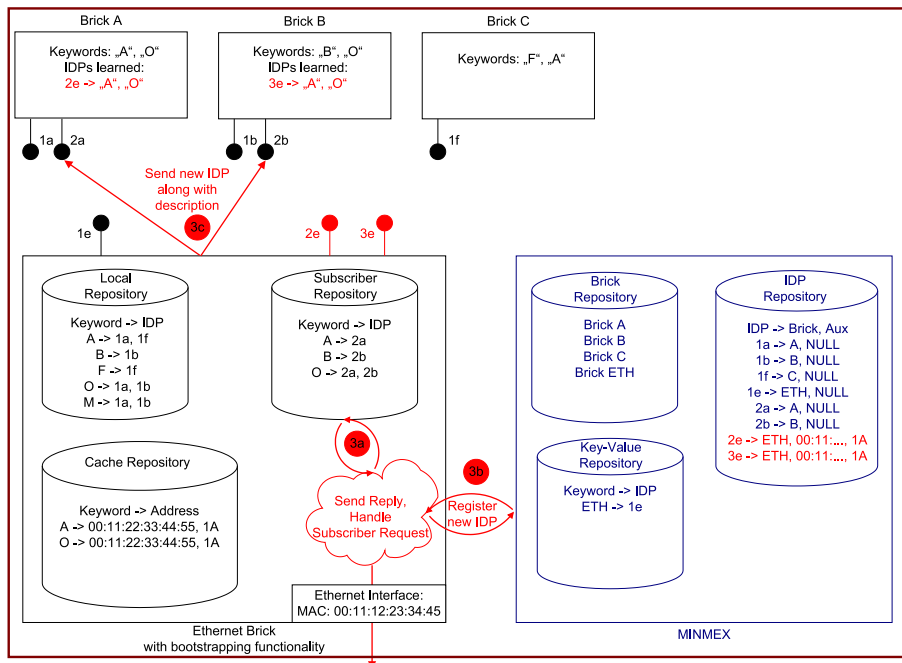 Brick A
Brick B
Brick C
Keywords: „A“, „O“
IDPs learned:
2e -> „A“, „O“
Keywords: „B“, „O“
IDPs learned:
3e -> „A“, „O“
Keywords: „F“, „A“
1a
2a
1b
2b
1f
Send new IDP
along with
description
3c
1e
2e
3e
Local
Repository
Keyword -> IDP
A -> 1a, 1f
B -> 1b
F -> 1f
O -> 1a, 1b
M -> 1a, 1b
Subscriber
Repository
Keyword -> IDP
A -> 2a
B -> 2b
O -> 2a, 2b
Brick
Repository
Brick A
Brick B
Brick C
Brick ETH
IDP
Repository
IDP -> Brick, Aux
1a -> A, NULL
1b -> B, NULL
1f -> C, NULL
1e -> ETH, NULL
2a -> A, NULL
2b -> B, NULL
2e -> ETH, 00:11:..., 1A
3e -> ETH, 00:11:..., 1A
3a
Cache Repository
Keyword -> Address
A -> 00:11:22:33:44:55, 1A
O -> 00:11:22:33:44:55, 1A
Send Reply,
Handle
Subscriber Request
3b
Register
new IDP
Key-Value
Repository
Keyword -> IDP
ETH -> 1e
Ethernet Interface:
MAC: 00:11:12:23:34:45
Ethernet Brick
with bootstrapping functionality
MINMEX